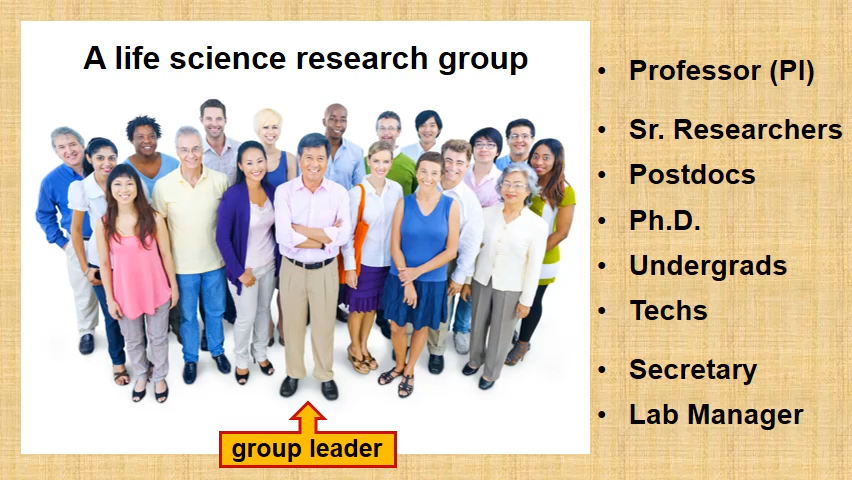 A life science research group
• Professor (PI)
• Sr. Researchers
• Postdocs
• Ph.D.
• Undergrads
• Techs
• Secretary
• Lab Manager
group leader